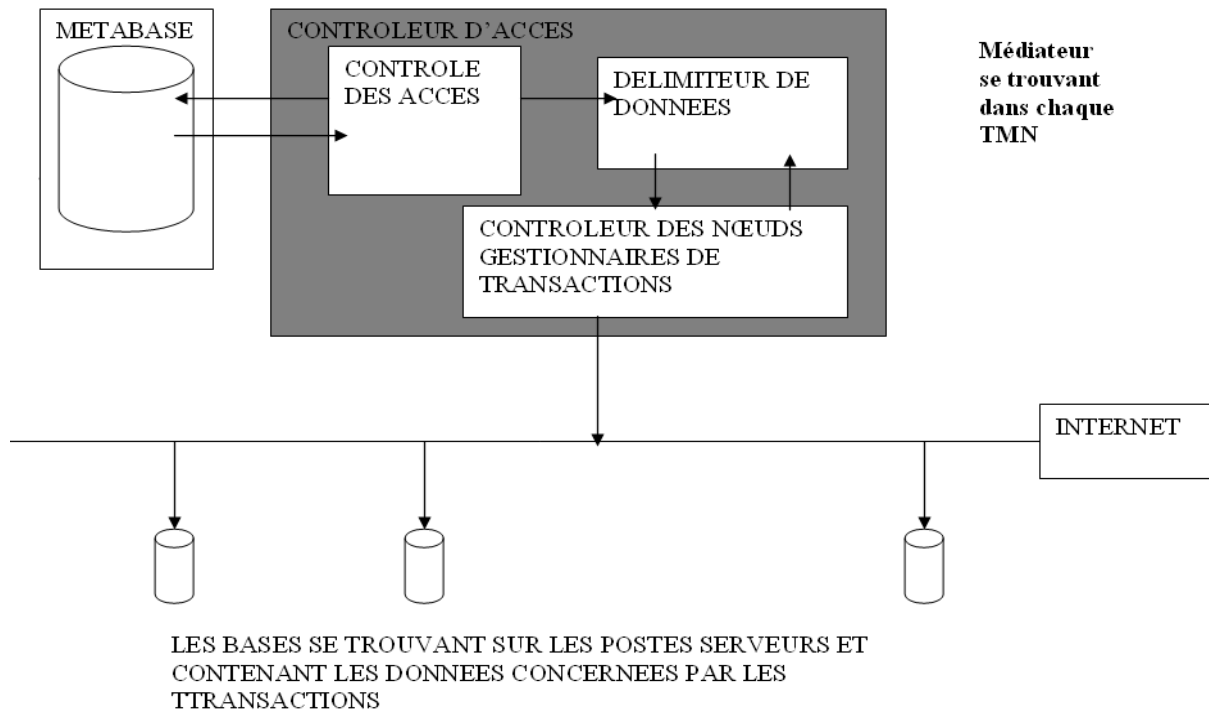 METABASE
CONTROLEUR D'ACCES
CONTROLE
DES ACCES
DELIMITEUR DE
DONNEES
Médiateur
se trouvant
dans chaque
TMN
CONTROLEUR DES NŒUDS
GESTIONNAIRES DE
TRANSACTIONS
INTERNET
LES BASES SE TROUVANT SUR LES POSTES SERVEURS ET
CONTENANT LES DONNEES CONCERNEES PAR LES
TTRANSACTIONS